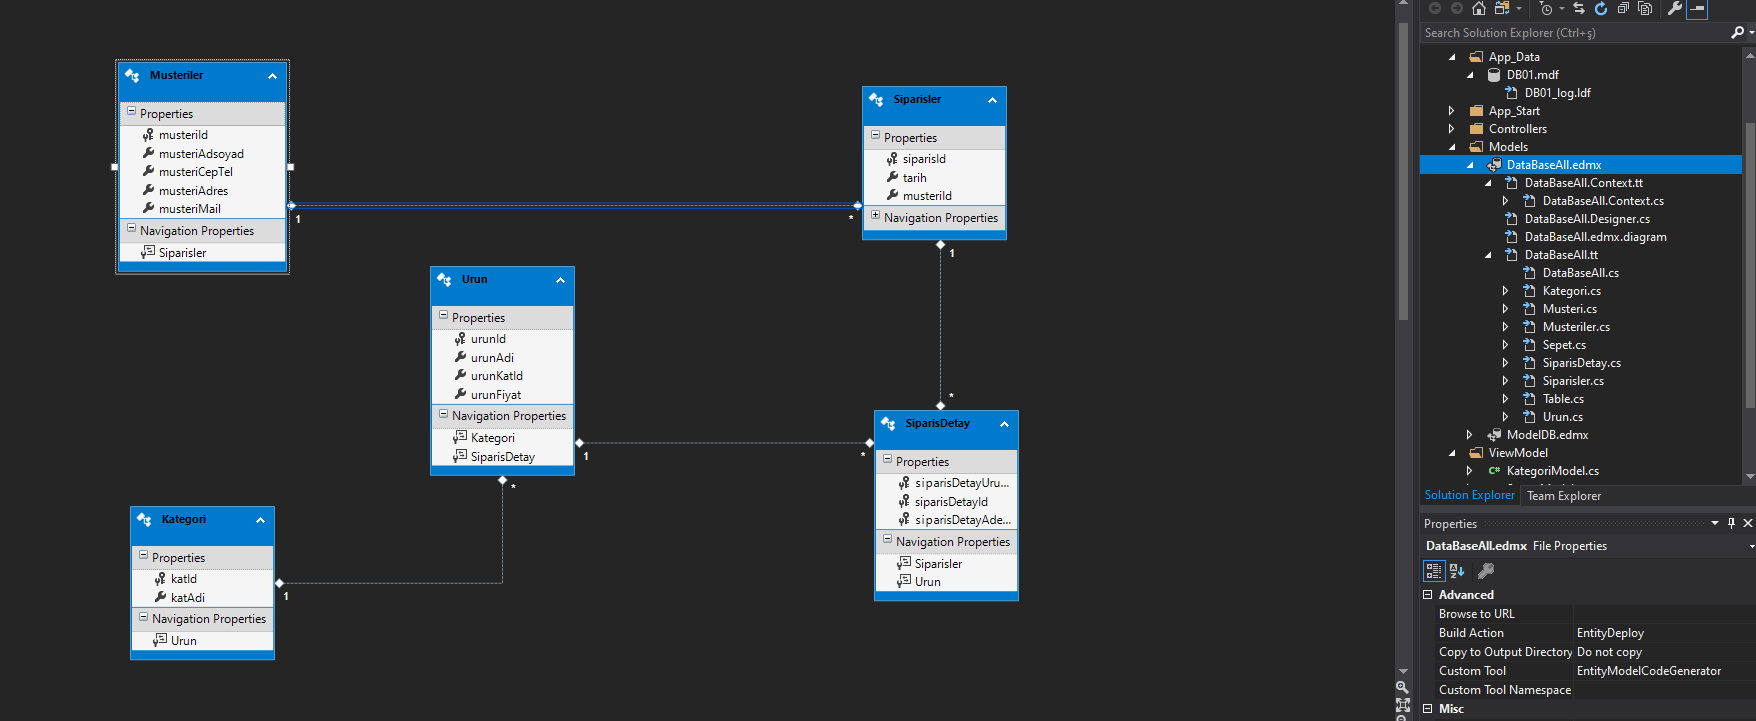 Musteriler
Properties
musteriId
musteriAdsoyad
musteriCepTel
musteriAdres
musteriMail
Navigation Properties
Siparisler
1
*
Siparisler
Properties
siparisId
tarih
musteriId
Navigation Properties
1
*
Urun
Properties
urunId
urunAdi
urunKatId
urunFiyat
Navigation Properties
Kategori
SiparisDetay
1
*
*
SiparisDetay
Properties
siparisDetayUru...
siparisDetayId
siparisDetayAde...
Navigation Properties
Siparisler
Urun
Kategori
Properties
katId
katAdi
Navigation Properties
Urun
1
Search Solution Explorer (Ctrl+ş)
App_Data
DB01.mdf
DB01_log.ldf
App_Start
Controllers
Models
DataBaseAll.edmx
DataBaseAll.Context.tt
DataBaseAll.Context.cs
DataBaseAll.Designer.cs
DataBaseAll.edmx.diagram
DataBaseAll.tt
DataBaseAll.cs
Kategori.cs
Musteri.cs
Musteriler.cs
Sepet.cs
SiparisDetay.cs
Siparisler.cs
Table.cs
Urun.cs
ModelDB.edmx
ViewModel
KategoriModel.cs
Solution Explorer Team Explorer
Properties
DataBaseAll.edmx File Properties
Advanced
Browse to URL
Build Action EntityDeploy
Copy to Output Directory Do not copy
Custom Tool EntityModelCodeGenerator
Custom Tool Namespace
Misc